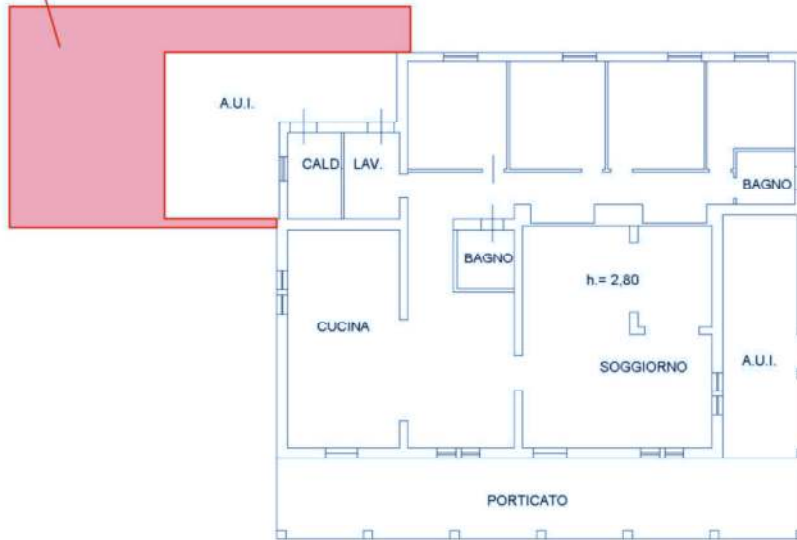 A.U.I.
CALD. LAV.
BAGNO
BAGNO
h.= 2,80
CUCINA
SOGGIORNO
A.U.I.
PORTICATO